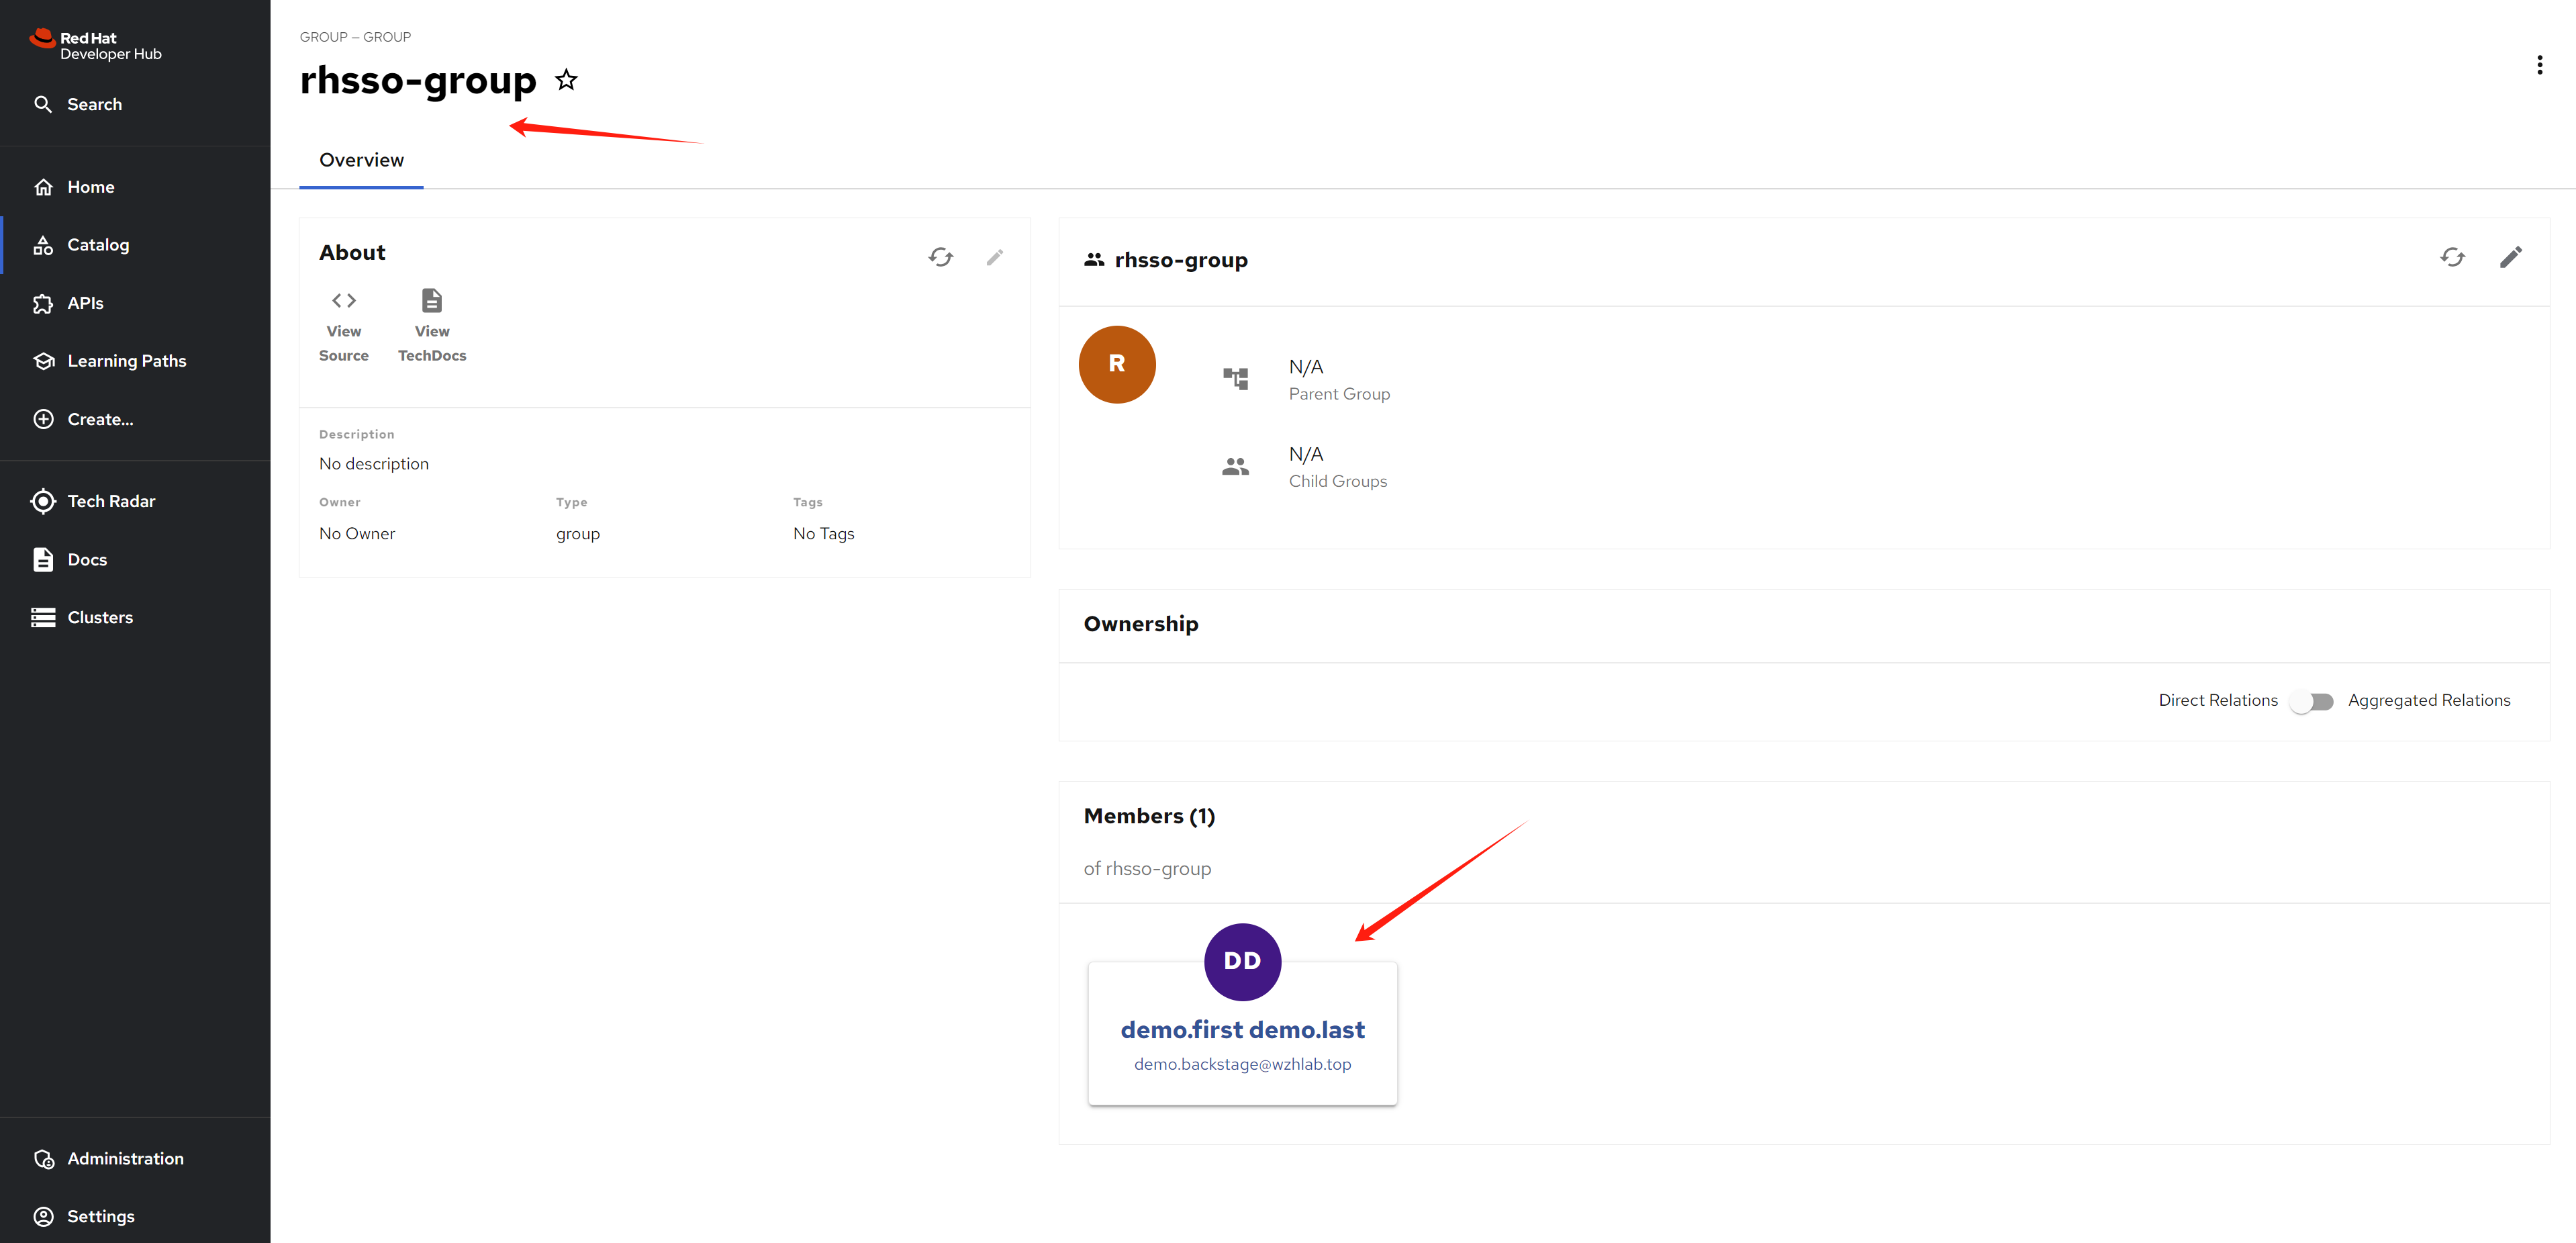 Red Hat
Developer Hub
Search
Home
Catalog
APIs
Learning Paths
Create...
Tech Radar
Docs
Clusters
Administration
Settings
GROUP — GROUP
rhsso-group
Overview
About
View
Source
View
TechDocs
Description
No description
Owner
Type
Tags
No Owner
group
No Tags
rhsso-group
R
N/A
Parent Group
N/A
Child Groups
Ownership
Direct Relations
Aggregated Relations
Members (1)
of rhsso-group
DD
demo.first demo.last
demo.backstage@wzhlab.top